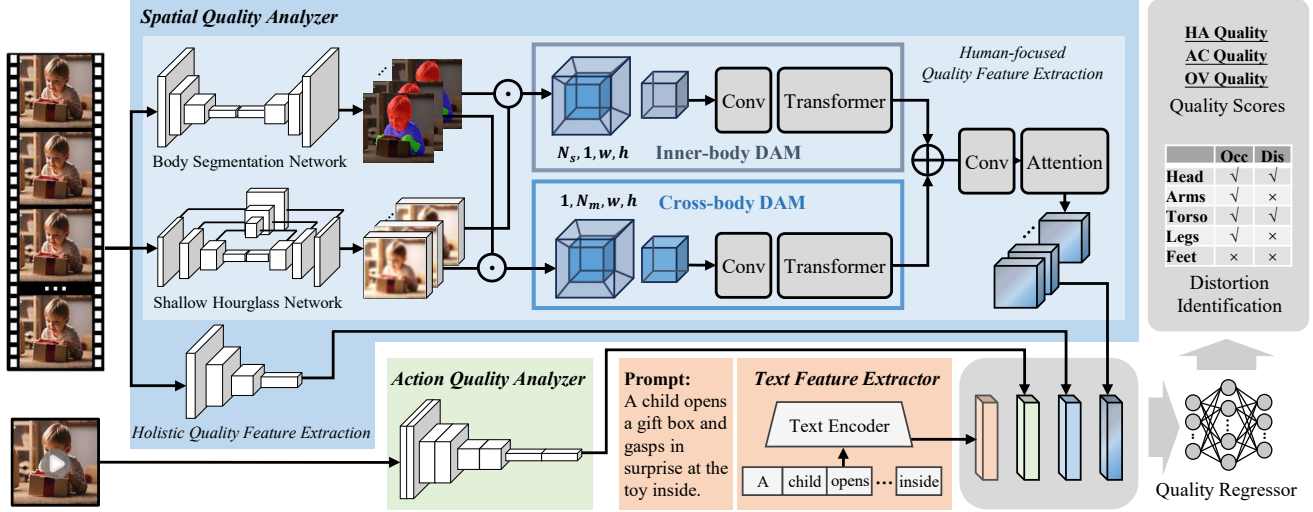 Spatial Quality Analyzer
Body Segmentation Network
Shallow Hourglass Network
N_s, 1, w, h
Inner-body DAM
Conv
Transformer
1, N_m, w, h
Cross-body DAM
Conv
Transformer
Human-focused
Quality Feature Extraction
Conv
Attention
Holistic Quality Feature Extraction
Action Quality Analyzer
Prompt:
A child opens
a gift box and
gasps in
surprise at the
toy inside.
Text Feature Extractor
Text Encoder
A child opens ··· inside
HA Quality
AC Quality
OV Quality
Quality Scores
Occ Dis
Head √ √
Arms √ ×
Torso √ √
Legs √ ×
Feet × ×
Distortion
Identification
Quality Regressor